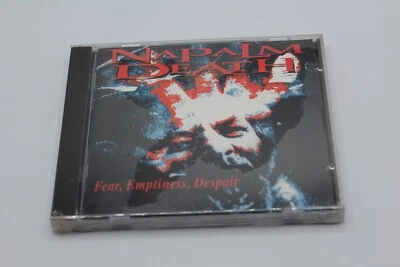 Napalm
Death
Fear, Emptiness, Despair